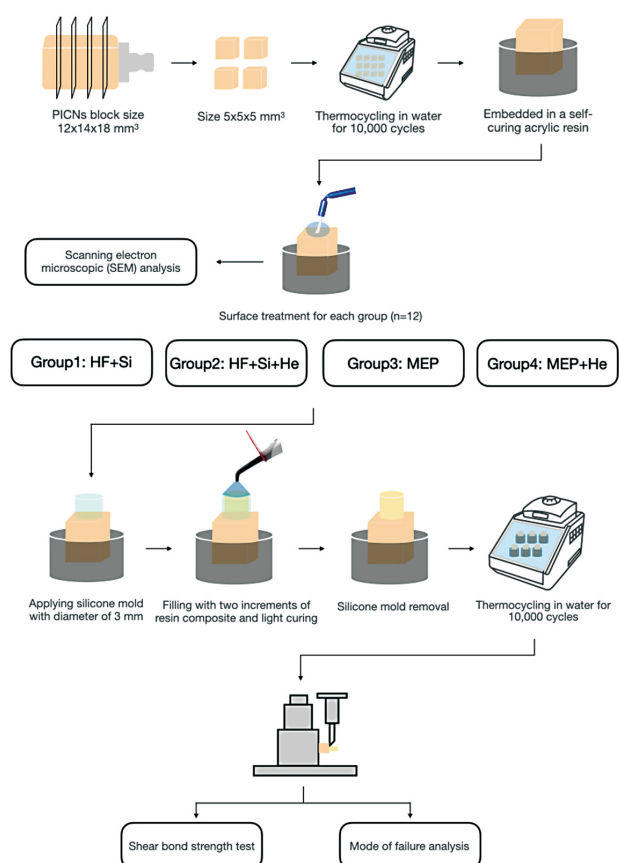 PICNs block size
12x14x18 mm³
Size 5x5x5 mm³
Thermocycling in water
for 10,000 cycles
Embedded in a self-
curing acrylic resin
Scanning electron
microscopic (SEM) analysis
Surface treatment for each group (n=12)
Group1: HF+Si
Group2: HF+Si+He
Group3: MEP
Group4: MEP+He
Applying silicone mold
with diameter of 3 mm
Filling with two increments of
resin composite and light curing
Silicone mold removal
Thermocycling in water for
10,000 cycles
Shear bond strength test
Mode of failure analysis